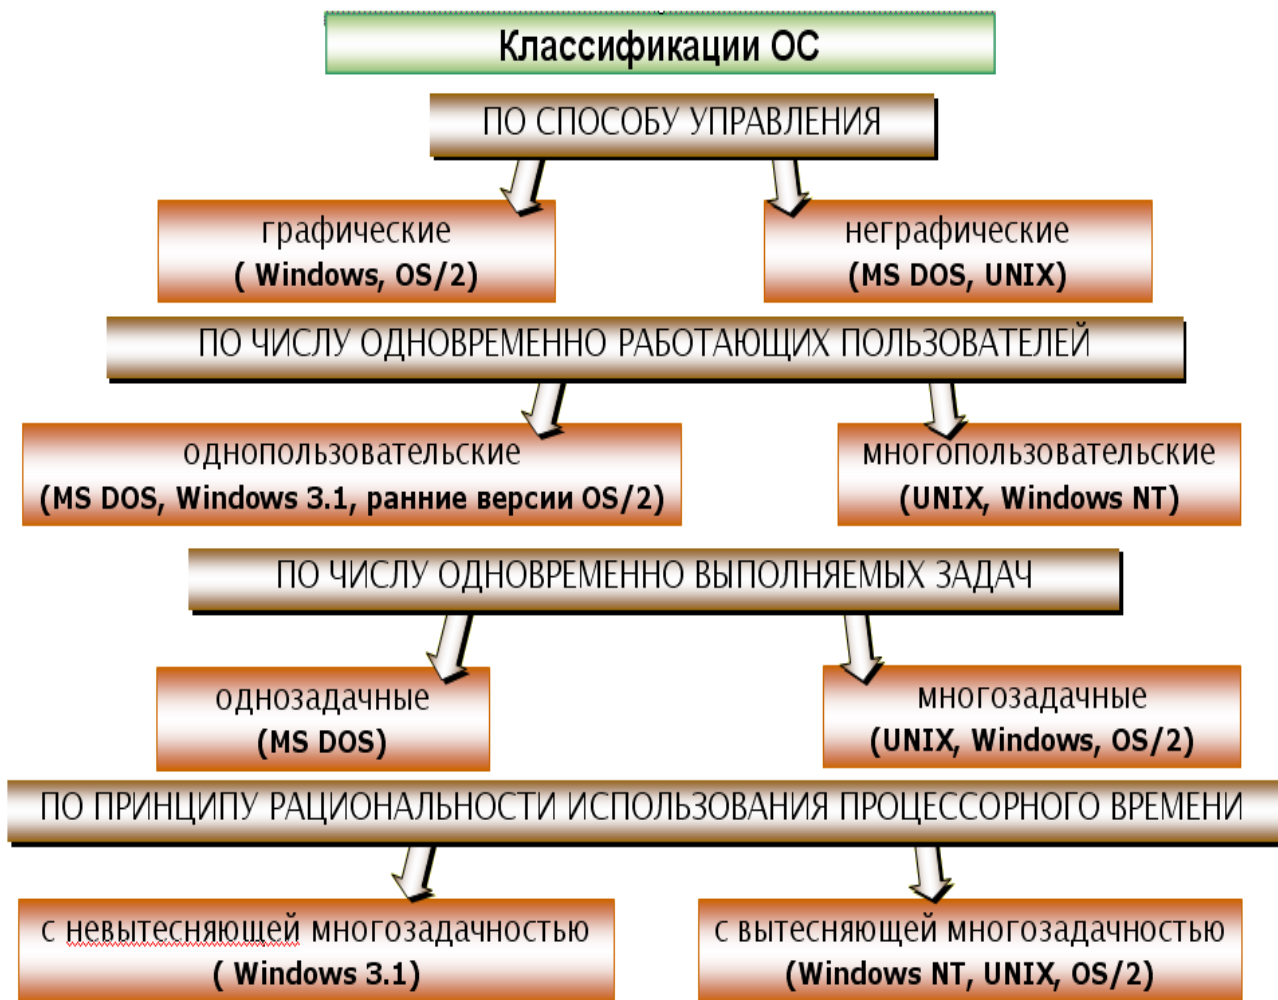 Классификации ОС
ПО СПОСОБУ УПРАВЛЕНИЯ
графические
( Windows, OS/2)
неграфические
(MS DOS, UNIX)
ПО ЧИСЛУ ОДНОВРЕМЕННО РАБОТАЮЩИХ ПОЛЬЗОВАТЕЛЕЙ
однопользовательские
(MS DOS, Windows 3.1, ранние версии OS/2)
многопользовательские
(UNIX, Windows NT)
ПО ЧИСЛУ ОДНОВРЕМЕННО ВЫПОЛНЯЕМЫХ ЗАДАЧ
однозадачные
(MS DOS)
многозадачные
(UNIX, Windows, OS/2)
ПО ПРИНЦИПУ РАЦИОНАЛЬНОСТИ ИСПОЛЬЗОВАНИЯ ПРОЦЕССОРНОГО ВРЕМЕНИ
с невытесняющей многозадачностью
( Windows 3.1)
с вытесняющей многозадачностью
(Windows NT, UNIX, OS/2)